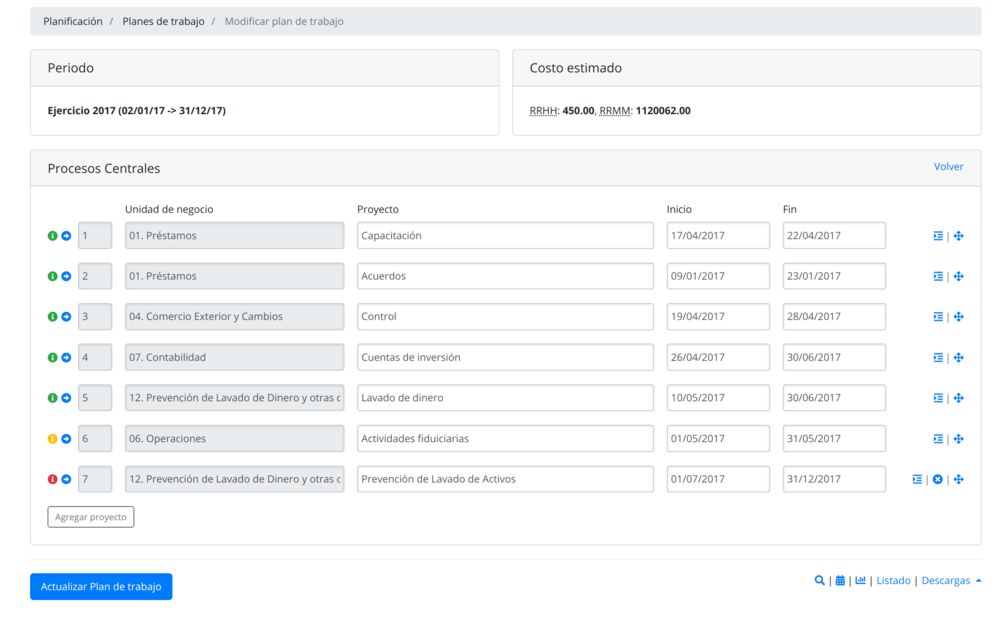 Planificación / Planes de trabajo / Modificar plan de trabajo
Periodo
Ejercicio 2017 (02/01/17 -> 31/12/17)
Costo estimado
RRHH: 450.00, RRMM: 1120062.00
Procesos Centrales
Volver
Unidad de negocio Proyecto Inicio Fin
1 01. Préstamos Capacitación 17/04/2017 22/04/2017 |
2 01. Préstamos Acuerdos 09/01/2017 23/01/2017 |
3 04. Comercio Exterior y Cambios Control 19/04/2017 28/04/2017 |
4 07. Contabilidad Cuentas de inversión 26/04/2017 30/06/2017 |
5 12. Prevención de Lavado de Dinero y otras Lavado de dinero 10/05/2017 30/06/2017 |
6 06. Operaciones Actividades fiduiciarias 01/05/2017 31/05/2017 |
7 12. Prevención de Lavado de Dinero y otras Prevención de Lavado de Activos 01/07/2017 31/12/2017 | |
Agregar proyecto
Actualizar Plan de trabajo
| | | Listado | Descargas